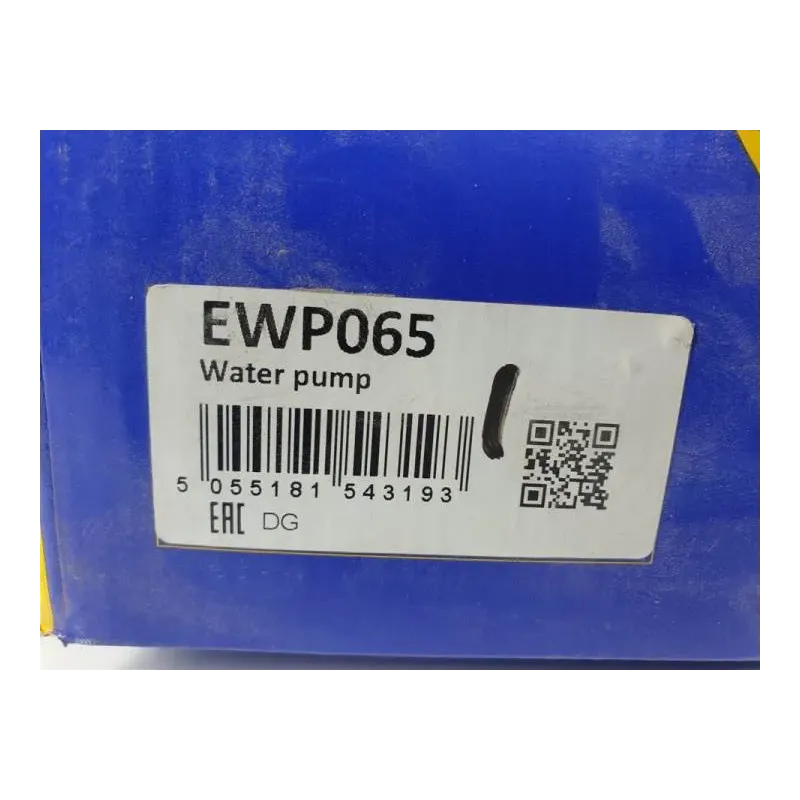 EWP065
Water pump
5 055181 543193
EAC DG